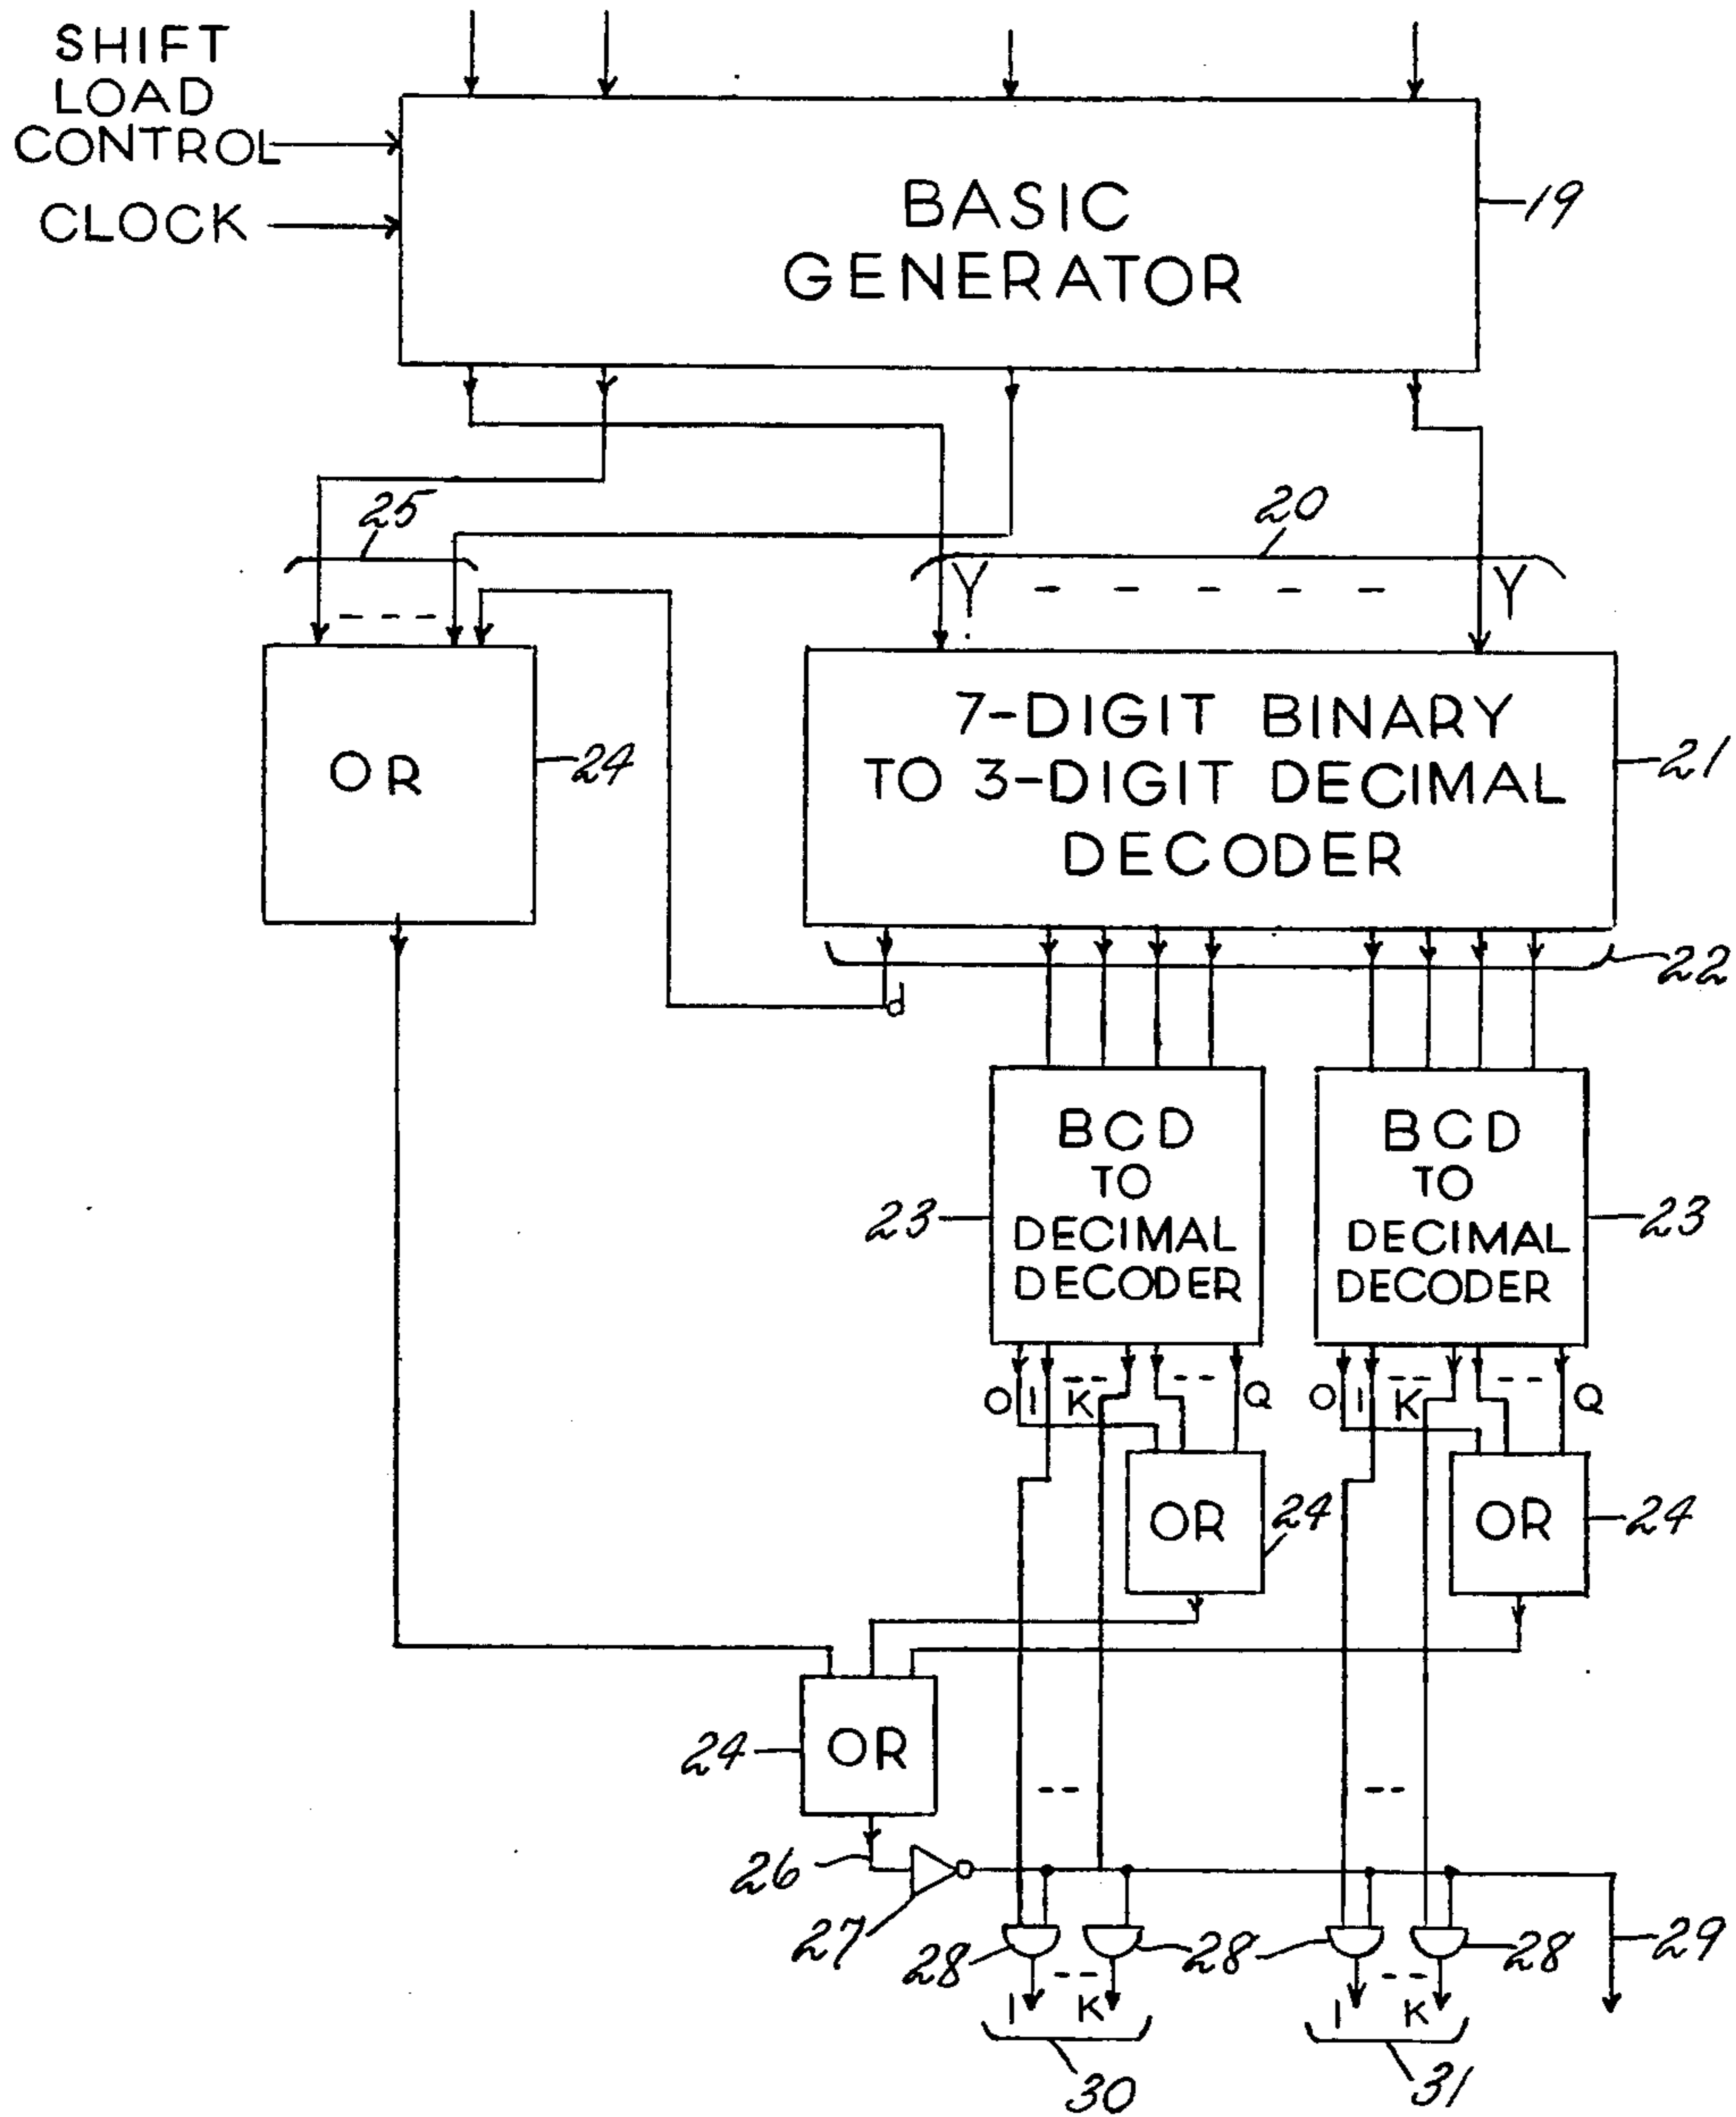 SHIFT
LOAD
CONTROL
CLOCK
BASIC
GENERATOR
19
25
20
Y - - - - - Y
- - -
OR
24
7-DIGIT BINARY
TO 3-DIGIT DECIMAL
DECODER
21
22
d
BCD
TO
DECIMAL
DECODER
23
BCD
TO
DECIMAL
DECODER
23
O I -- K -- Q
O I -- K -- Q
OR
24
OR
24
OR
24
-- --
26
27
28
28
28
28
29
I -- K
I -- K
30
31